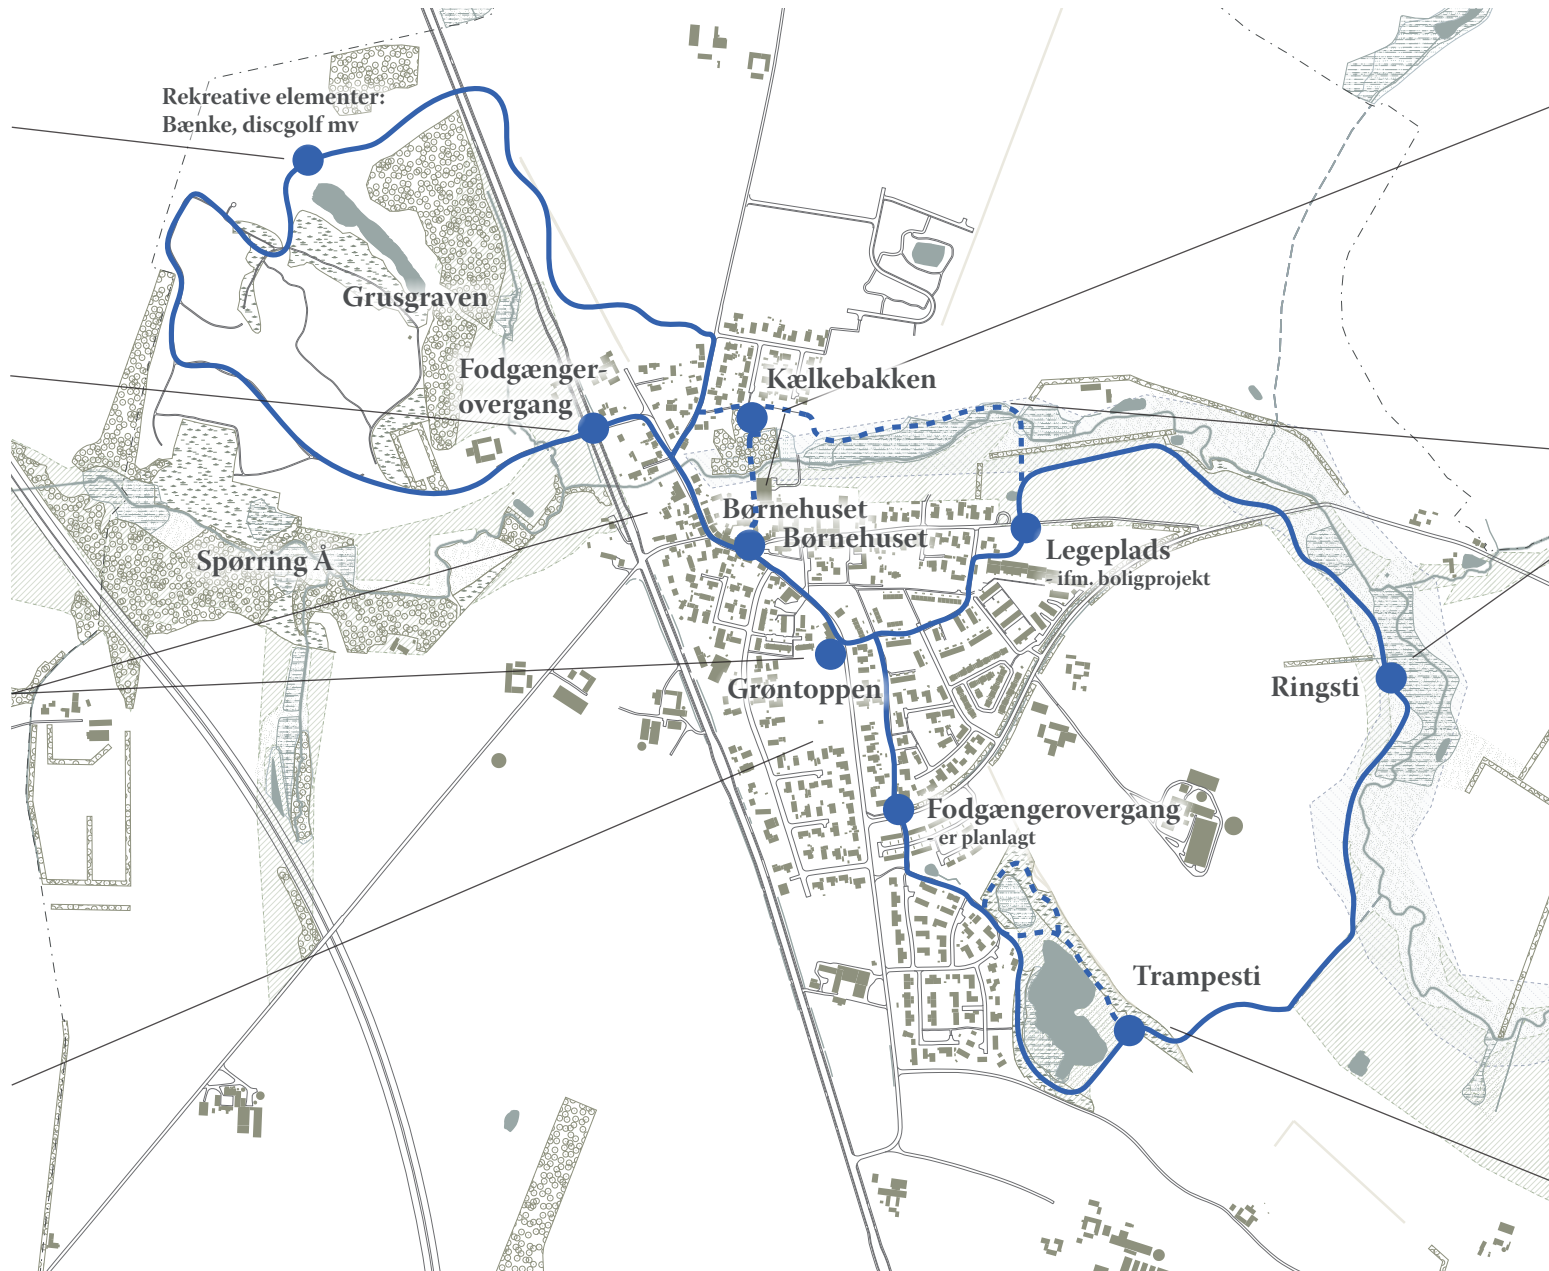 Rekreative elementer:
Bænke, discgolf mv
Grusgraven
Fodgænger-
overgang
Kælkebakken
Børnehuset
Børnehuset
Legeplads
- ifm. boligprojekt
Spørring Å
Ringsti
Grøntoppen
Fodgængerovergang
- er planlagt
Trampesti